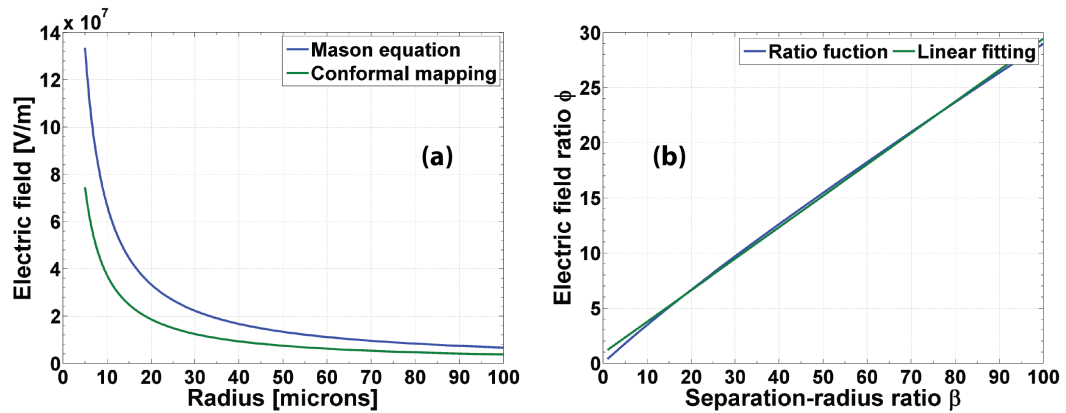 x 10⁷
14
12
10
8
6
4
2
0
Electric field [V/m]
Mason equation
Conformal mapping
(a)
0 10 20 30 40 50 60 70 80 90 100
Radius [microns]
30
25
20
15
10
5
0
Electric field ratio ϕ
Ratio fuction Linear fitting
(b)
0 10 20 30 40 50 60 70 80 90 100
Separation-radius ratio β